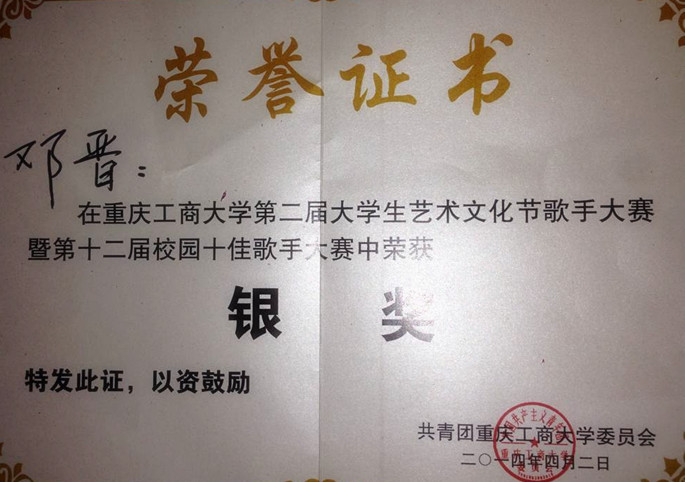 荣誉证书
邓晋：
在重庆工商大学第二届大学生艺术文化节歌手大赛
暨第十二届校园十佳歌手大赛中荣获
银 奖
特发此证，以资鼓励
共青团重庆工商大学委员会
二〇一四年四月二日